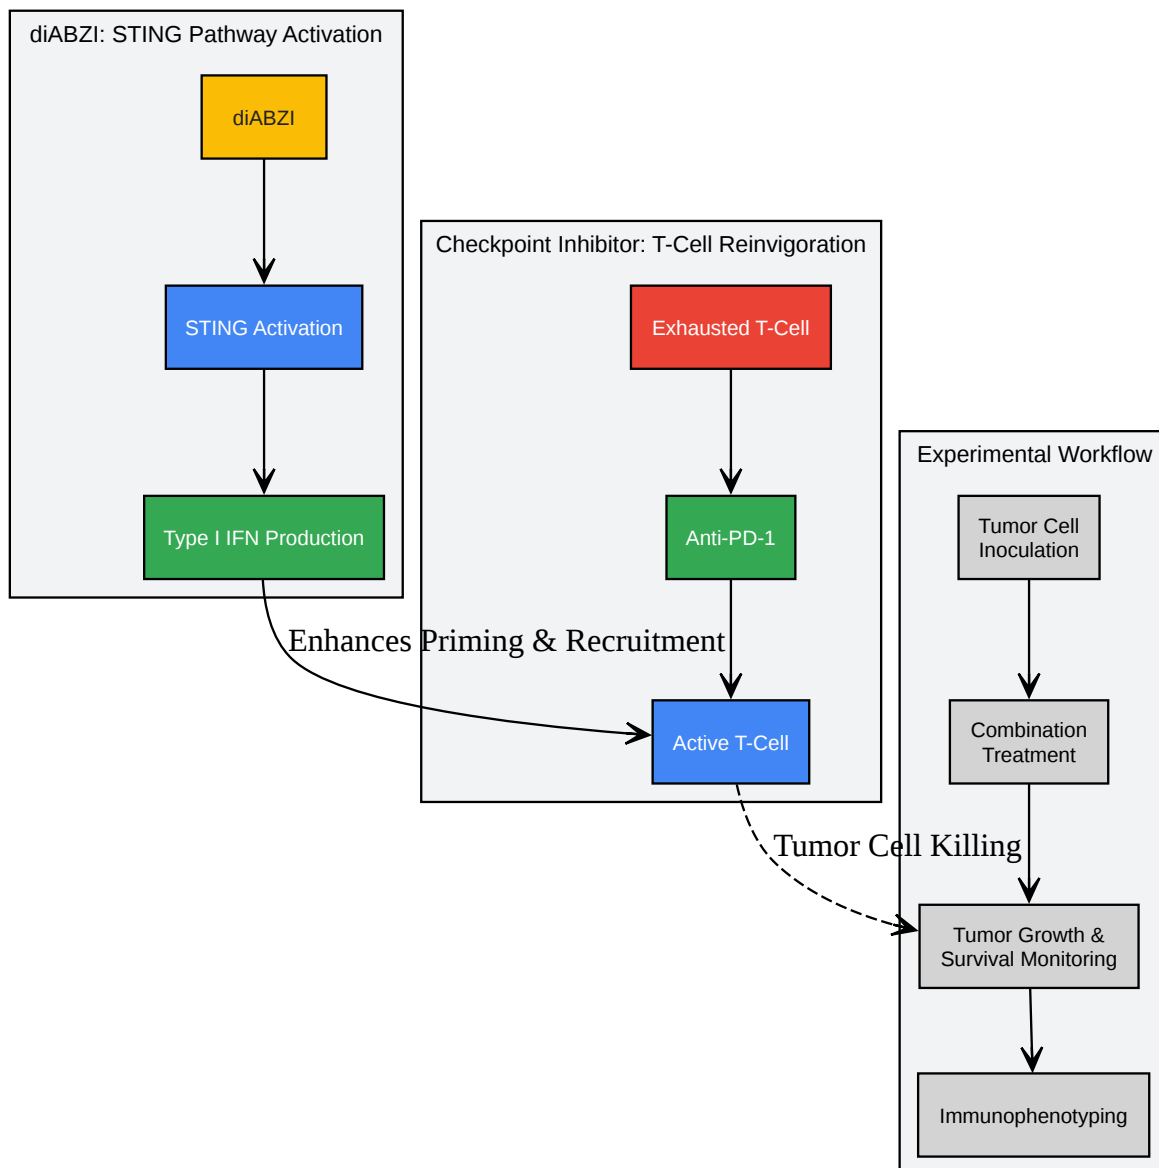 diABZI: STING Pathway Activation
diABZI
STING Activation
Type I IFN Production
Enhances Priming & Recruitment
Checkpoint Inhibitor: T-Cell Reinvigoration
Exhausted T-Cell
Anti-PD-1
Active T-Cell
Tumor Cell Killing
Experimental Workflow
Tumor Cell
Inoculation
Combination
Treatment
Tumor Growth &
Survival Monitoring
Immunophenotyping